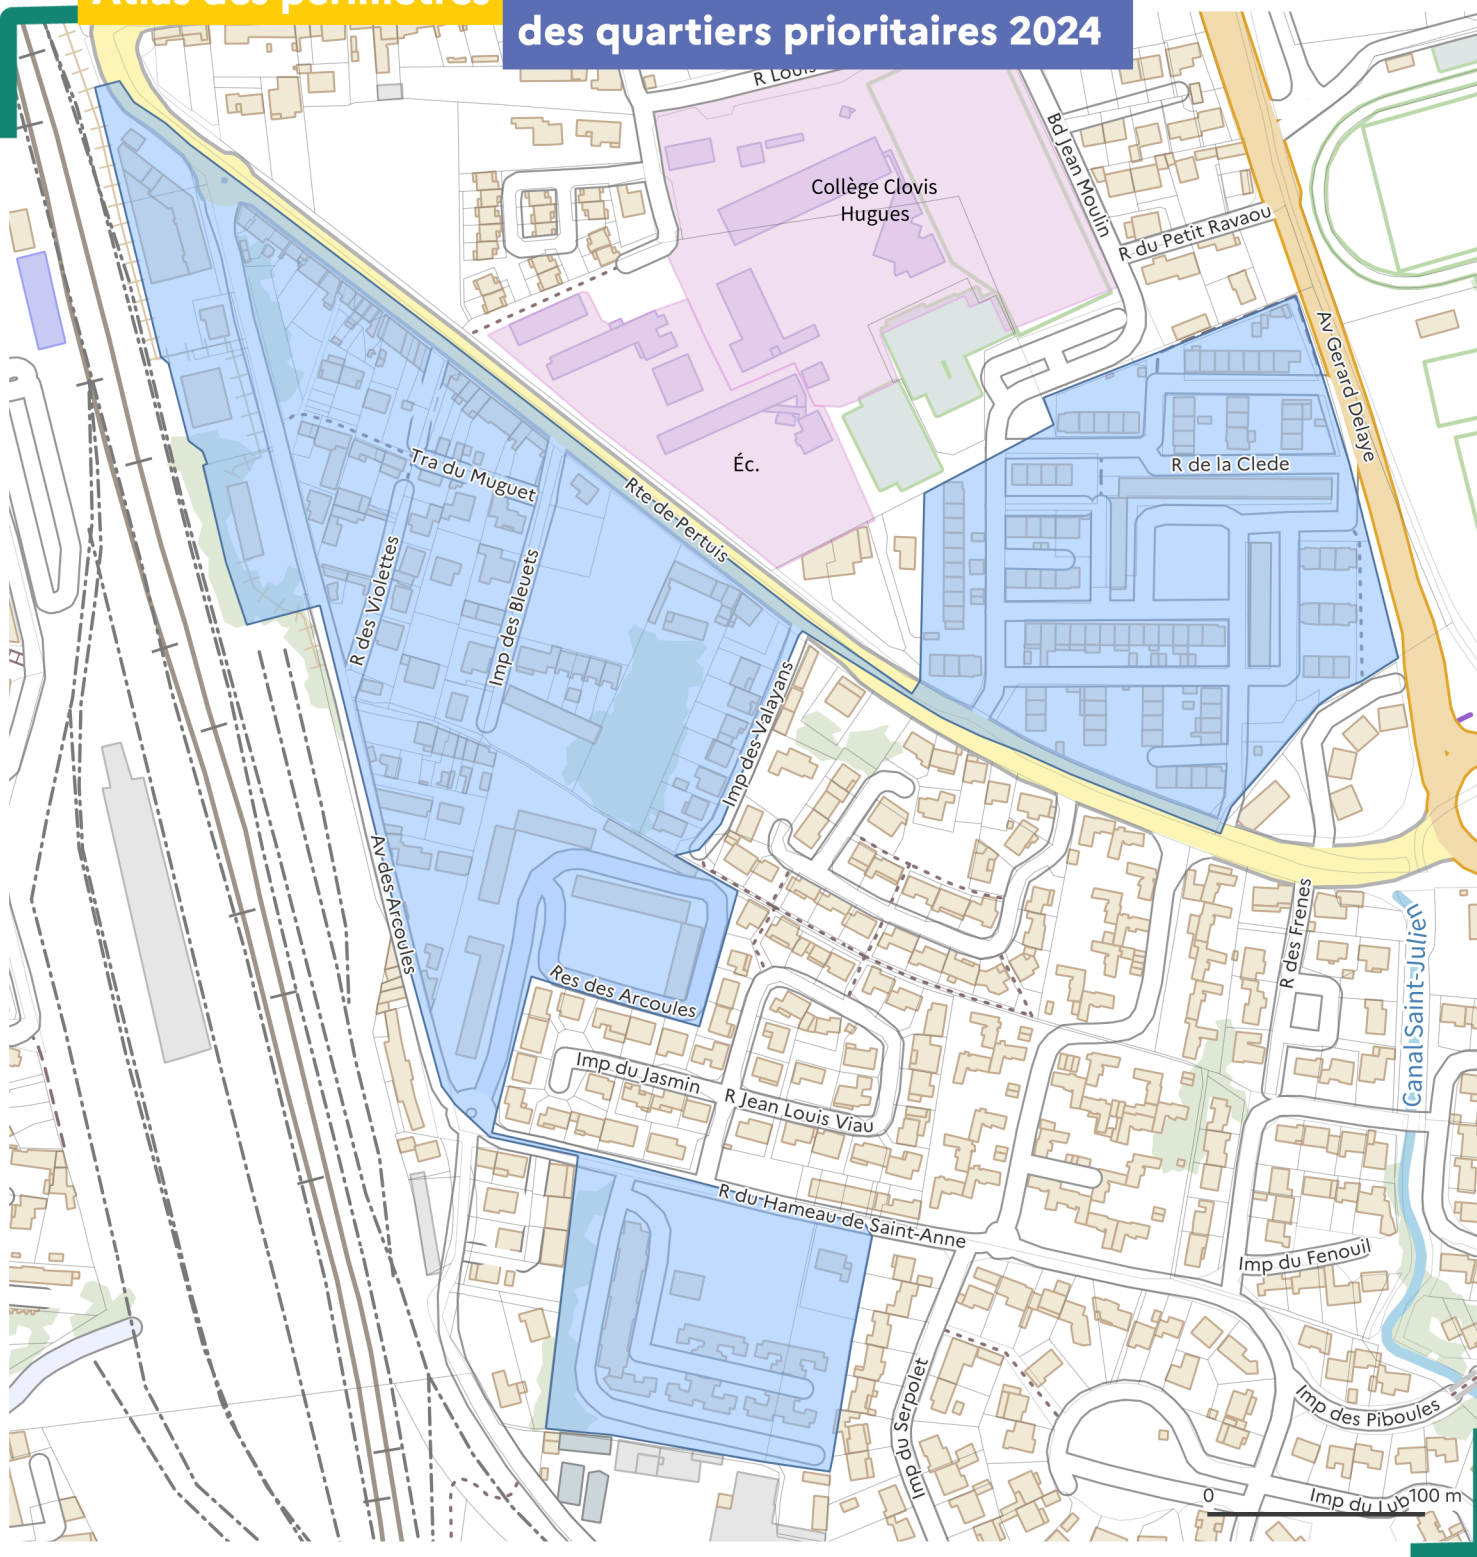 Atlas des périmètres
des quartiers prioritaires 2024
R Louis
Bd Jean Moulin
Collège Clovis
Hugues
R du Petit Ravaou
Av Gerard Delaye
Éc.
R de la Clede
Tra du Muguet
Rte de Pertuis
R des Violettes
Imp des Bleuets
Imp des Valayans
Av des Arcoules
R des Frenes
Canal Saint-Julien
Res des Arcoules
Imp du Jasmin
R Jean Louis Viau
R du Hameau de Saint-Anne
Imp du Fenouil
Imp du Serpolet
Imp des Piboules
0
100 m
Imp du Lub